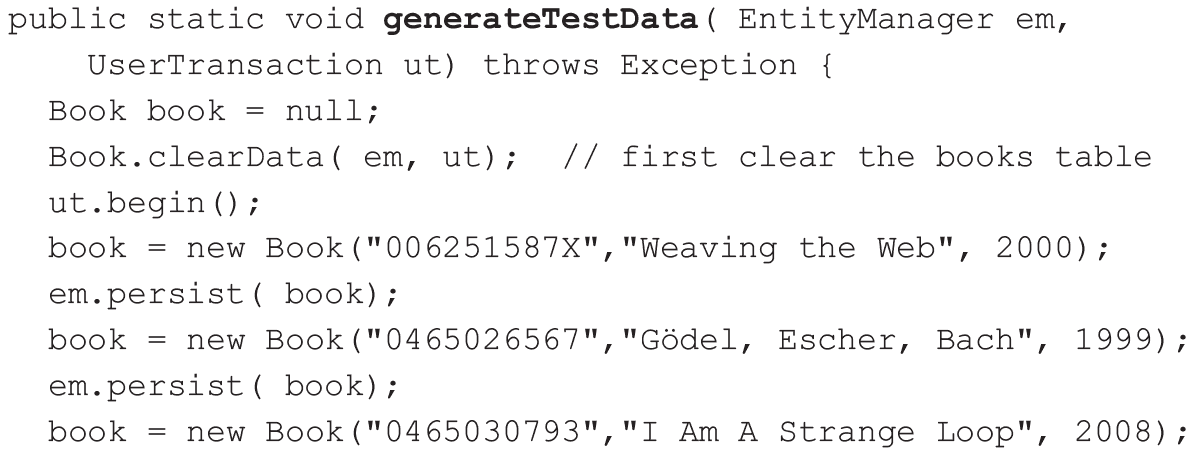 public static void generateTestData( EntityManager em,
UserTransaction ut) throws Exception {
Book book = null;
Book.clearData( em, ut);  // first clear the books table
ut.begin();
book = new Book("006251587X","Weaving the Web", 2000);
em.persist( book);
book = new Book("0465026567","Gödel, Escher, Bach", 1999);
em.persist( book);
book = new Book("0465030793","I Am A Strange Loop", 2008);